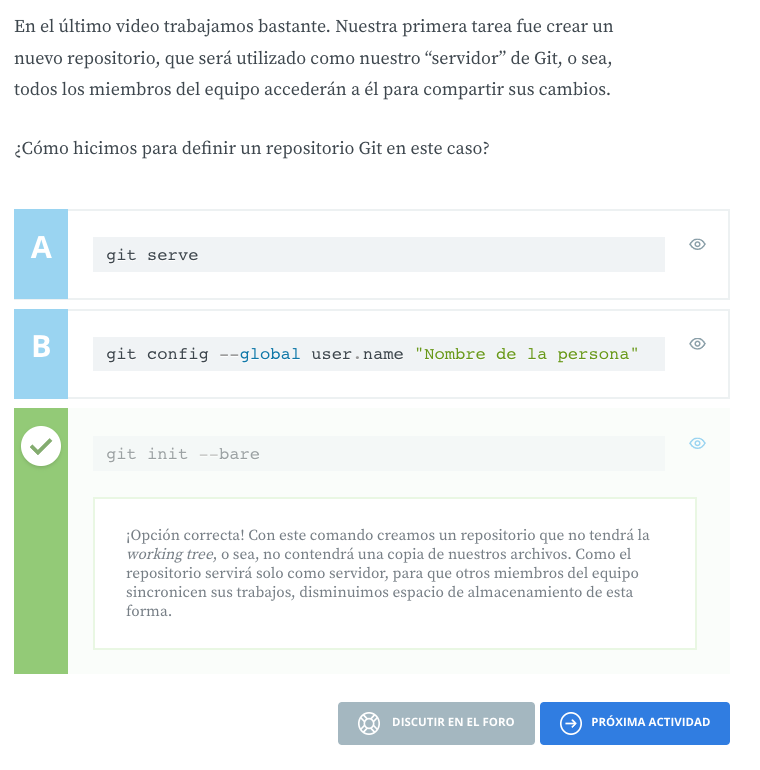 En el último video trabajamos bastante. Nuestra primera tarea fue crear un
nuevo repositorio, que será utilizado como nuestro “servidor” de Git, o sea,
todos los miembros del equipo accederán a él para compartir sus cambios.
¿Cómo hicimos para definir un repositorio Git en este caso?
A
git serve
B
git config --global user.name "Nombre de la persona"
git init --bare
¡Opción correcta! Con este comando creamos un repositorio que no tendrá la
working tree, o sea, no contendrá una copia de nuestros archivos. Como el
repositorio servirá solo como servidor, para que otros miembros del equipo
sincronicen sus trabajos, disminuimos espacio de almacenamiento de esta
forma.
DISCUTIR EN EL FORO
PRÓXIMA ACTIVIDAD